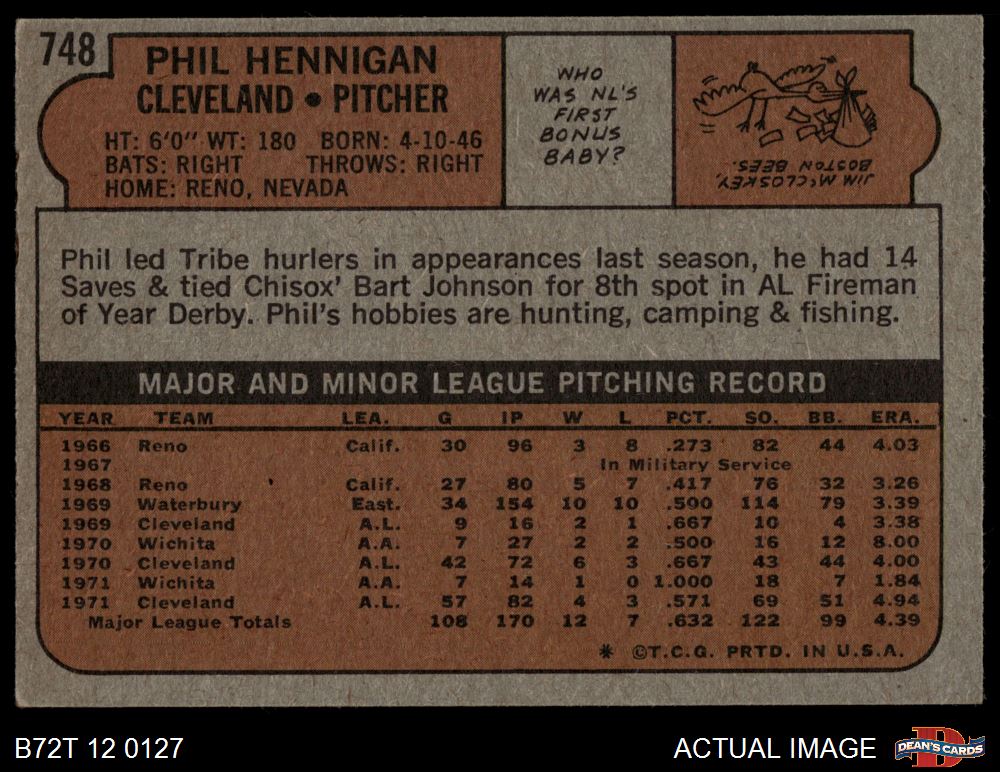 748
PHIL HENNIGAN
CLEVELAND • PITCHER
HT: 6'0" WT: 180 BORN: 4-10-46
BATS: RIGHT THROWS: RIGHT
HOME: RENO, NEVADA
WHO
WAS NL'S
FIRST
BONUS
BABY?
JIM McCLOSKEY,
BOSTON BEES.
Phil led Tribe hurlers in appearances last season, he had 14
Saves & tied Chisox' Bart Johnson for 8th spot in AL Fireman
of Year Derby. Phil's hobbies are hunting, camping & fishing.
MAJOR AND MINOR LEAGUE PITCHING RECORD
YEAR TEAM LEA. G IP W L PCT. SO. BB. ERA.
1966 Reno Calif. 30 96 3 8 .273 82 44 4.03
1967 In Military Service
1968 Reno Calif. 27 80 5 7 .417 76 32 3.26
1969 Waterbury East. 34 154 10 10 .500 114 79 3.39
1969 Cleveland A.L. 9 16 2 1 .667 10 4 3.38
1970 Wichita A.A. 7 27 2 2 .500 16 12 8.00
1970 Cleveland A.L. 42 72 6 3 .667 43 44 4.00
1971 Wichita A.A. 7 14 1 0 1.000 18 7 1.84
1971 Cleveland A.L. 57 82 4 3 .571 69 51 4.94
Major League Totals 108 170 12 7 .632 122 99 4.39
* ©T.C.G. PRTD. IN U.S.A.
B72T 12 0127
ACTUAL IMAGE
D
DEAN'S CARDS